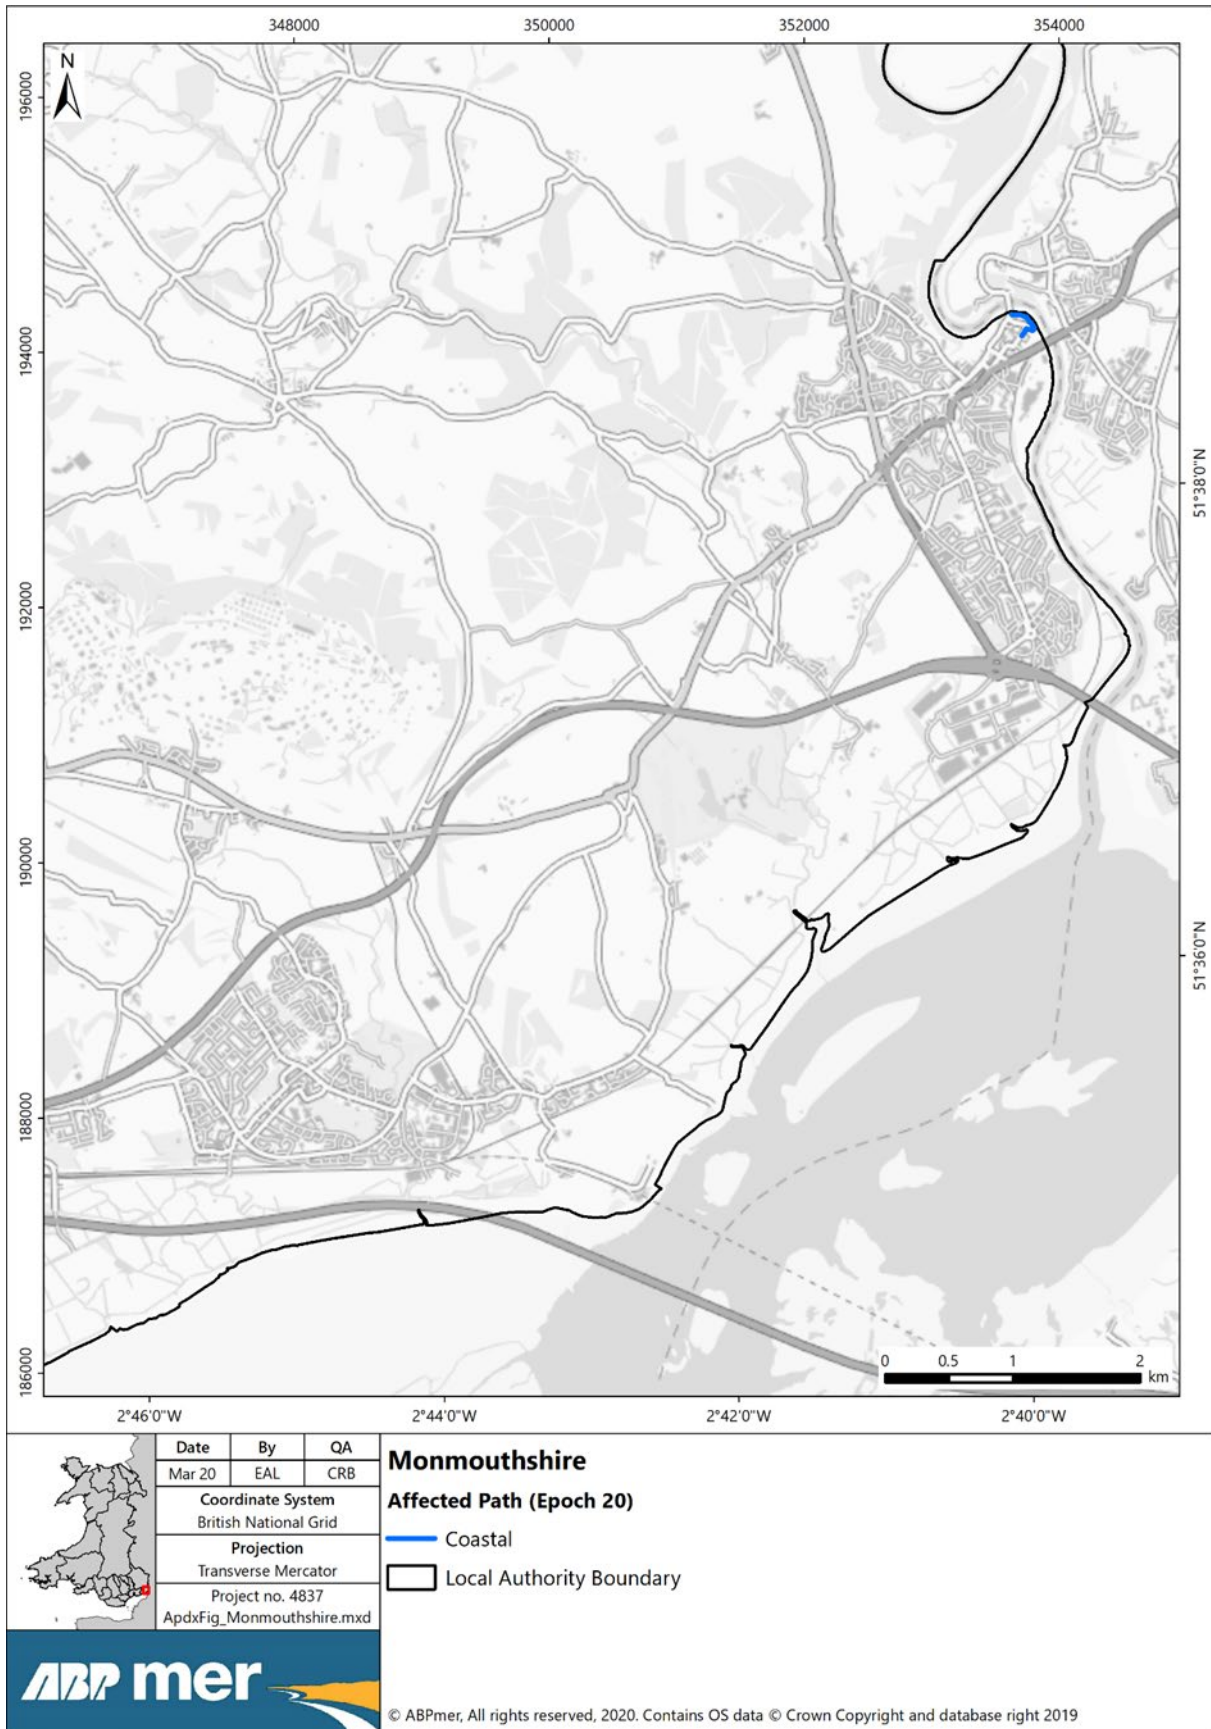 348000 350000 352000 354000
N
196000
194000
192000
190000
188000
186000
51°38'0"N
51°36'0"N
0 0.5 1 2
km
2°46'0"W 2°44'0"W 2°42'0"W 2°40'0"W
Date By QA
Mar 20 EAL CRB
Coordinate System
British National Grid
Projection
Transverse Mercator
Project no. 4837
ApdxFig_Monmouthshire.mxd
ABP mer
Monmouthshire
Affected Path (Epoch 20)
Coastal
Local Authority Boundary
© ABPmer, All rights reserved, 2020. Contains OS data © Crown Copyright and database right 2019